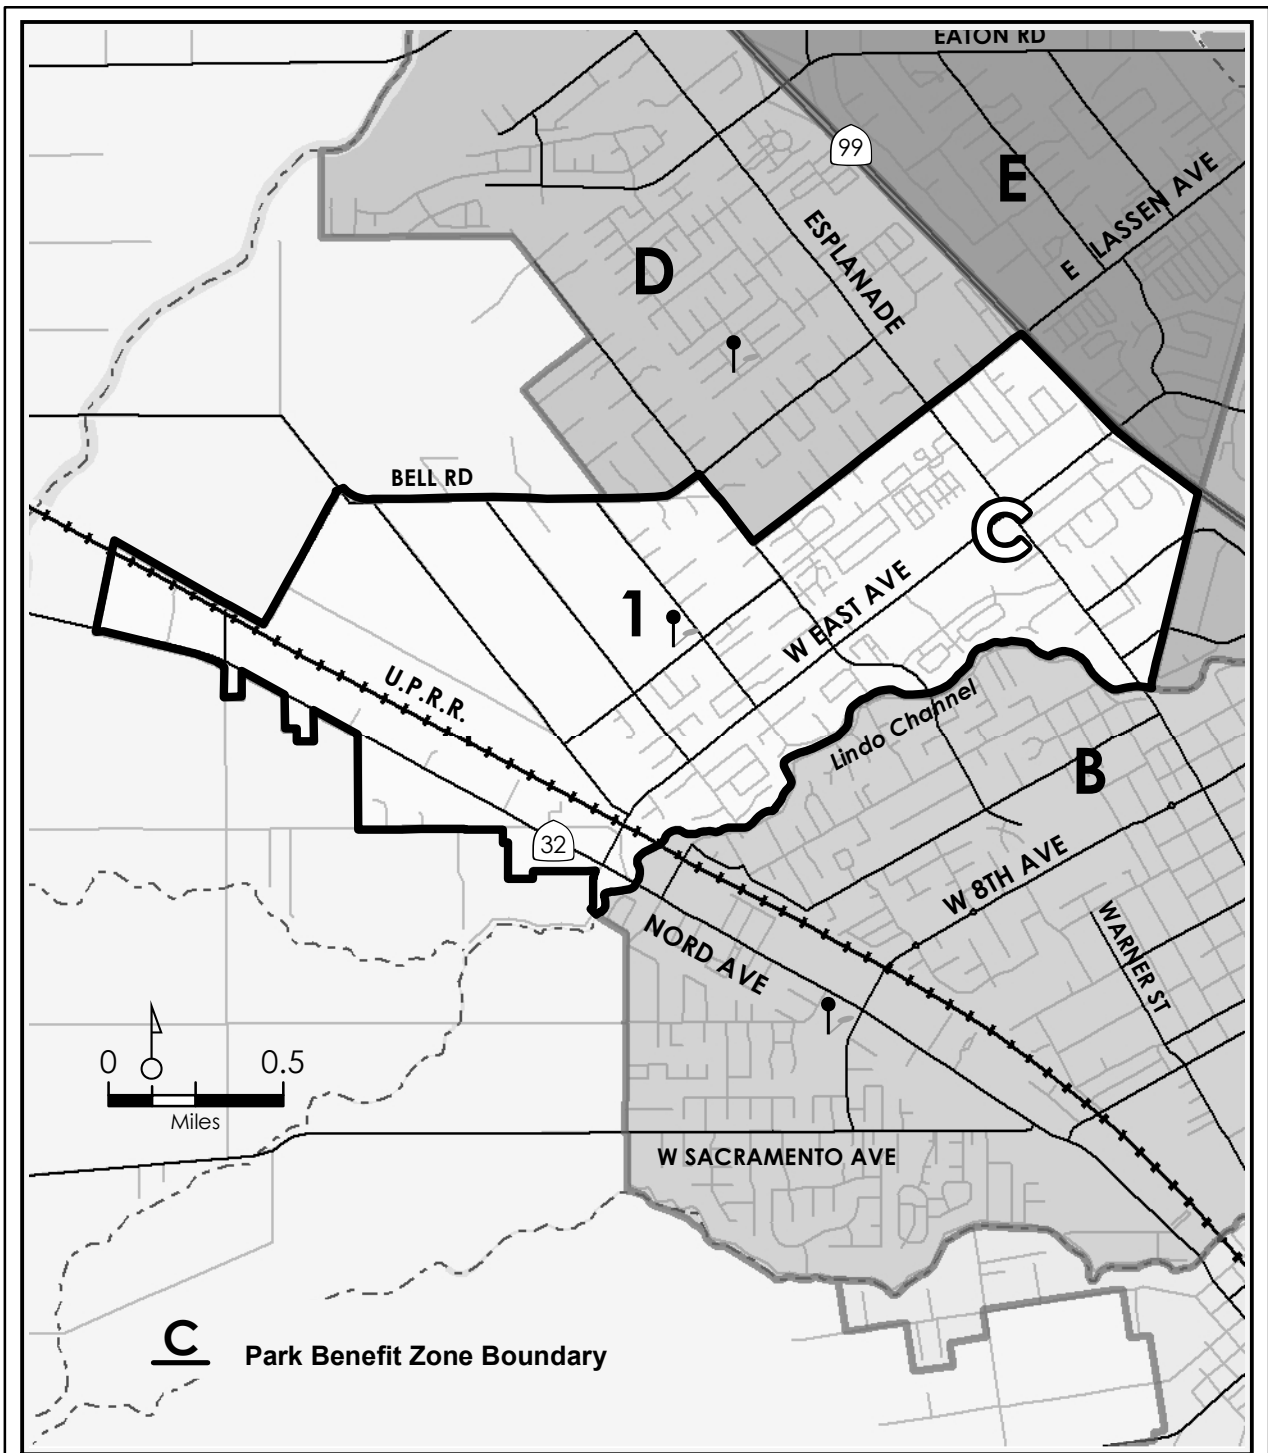 EATON RD
99
E
E LASSEN AVE
ESPLANADE
D
BELL RD
C
1
W EAST AVE
U.P.R.R.
Lindo Channel
B
32
W 8TH AVE
NORD AVE
WARNER ST
0 0.5
Miles
W SACRAMENTO AVE
C Park Benefit Zone Boundary